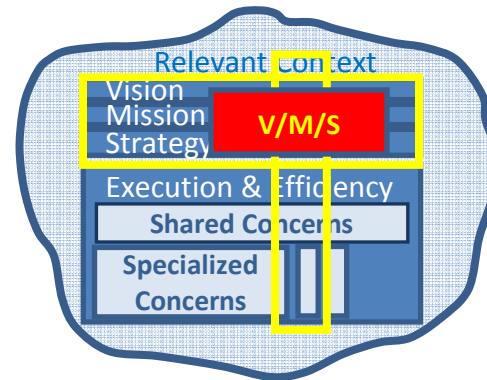 Relevant Context
Vision
Mission
Strategy
V/M/S
Execution & Efficiency
Shared Concerns
Specialized
Concerns